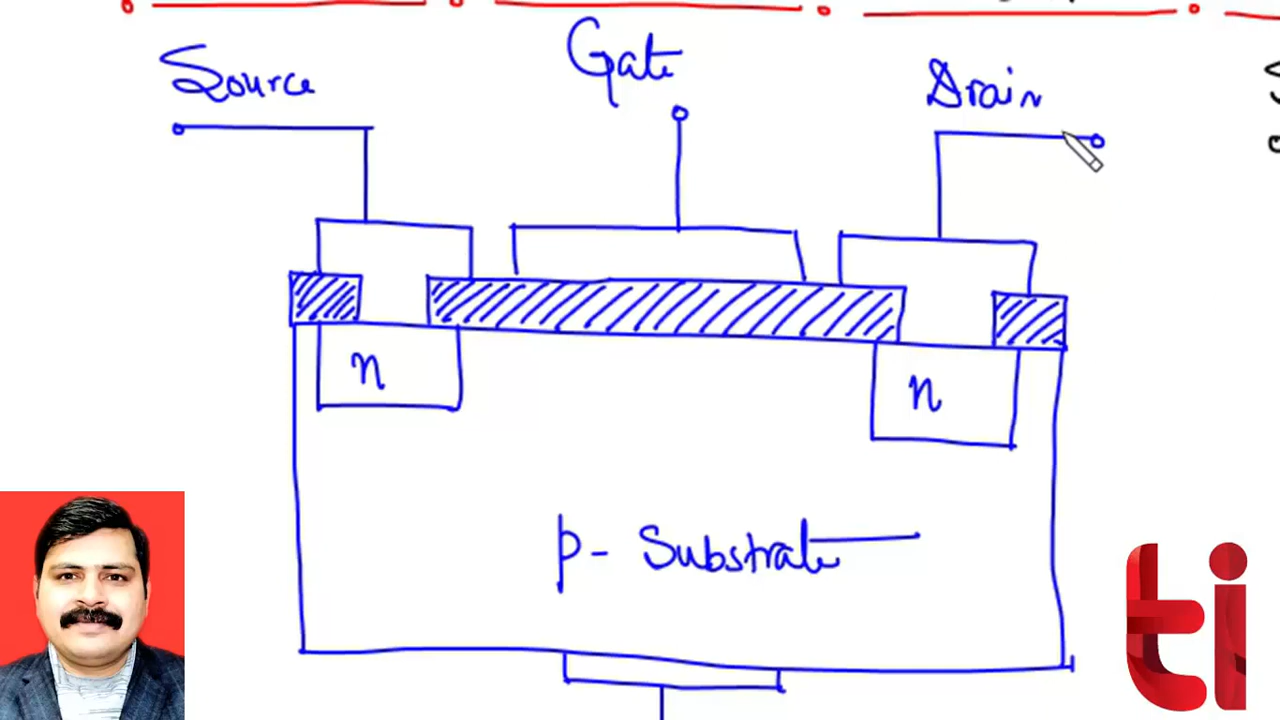 Source
Gate
Drain
n
n
p- Substrate
ti